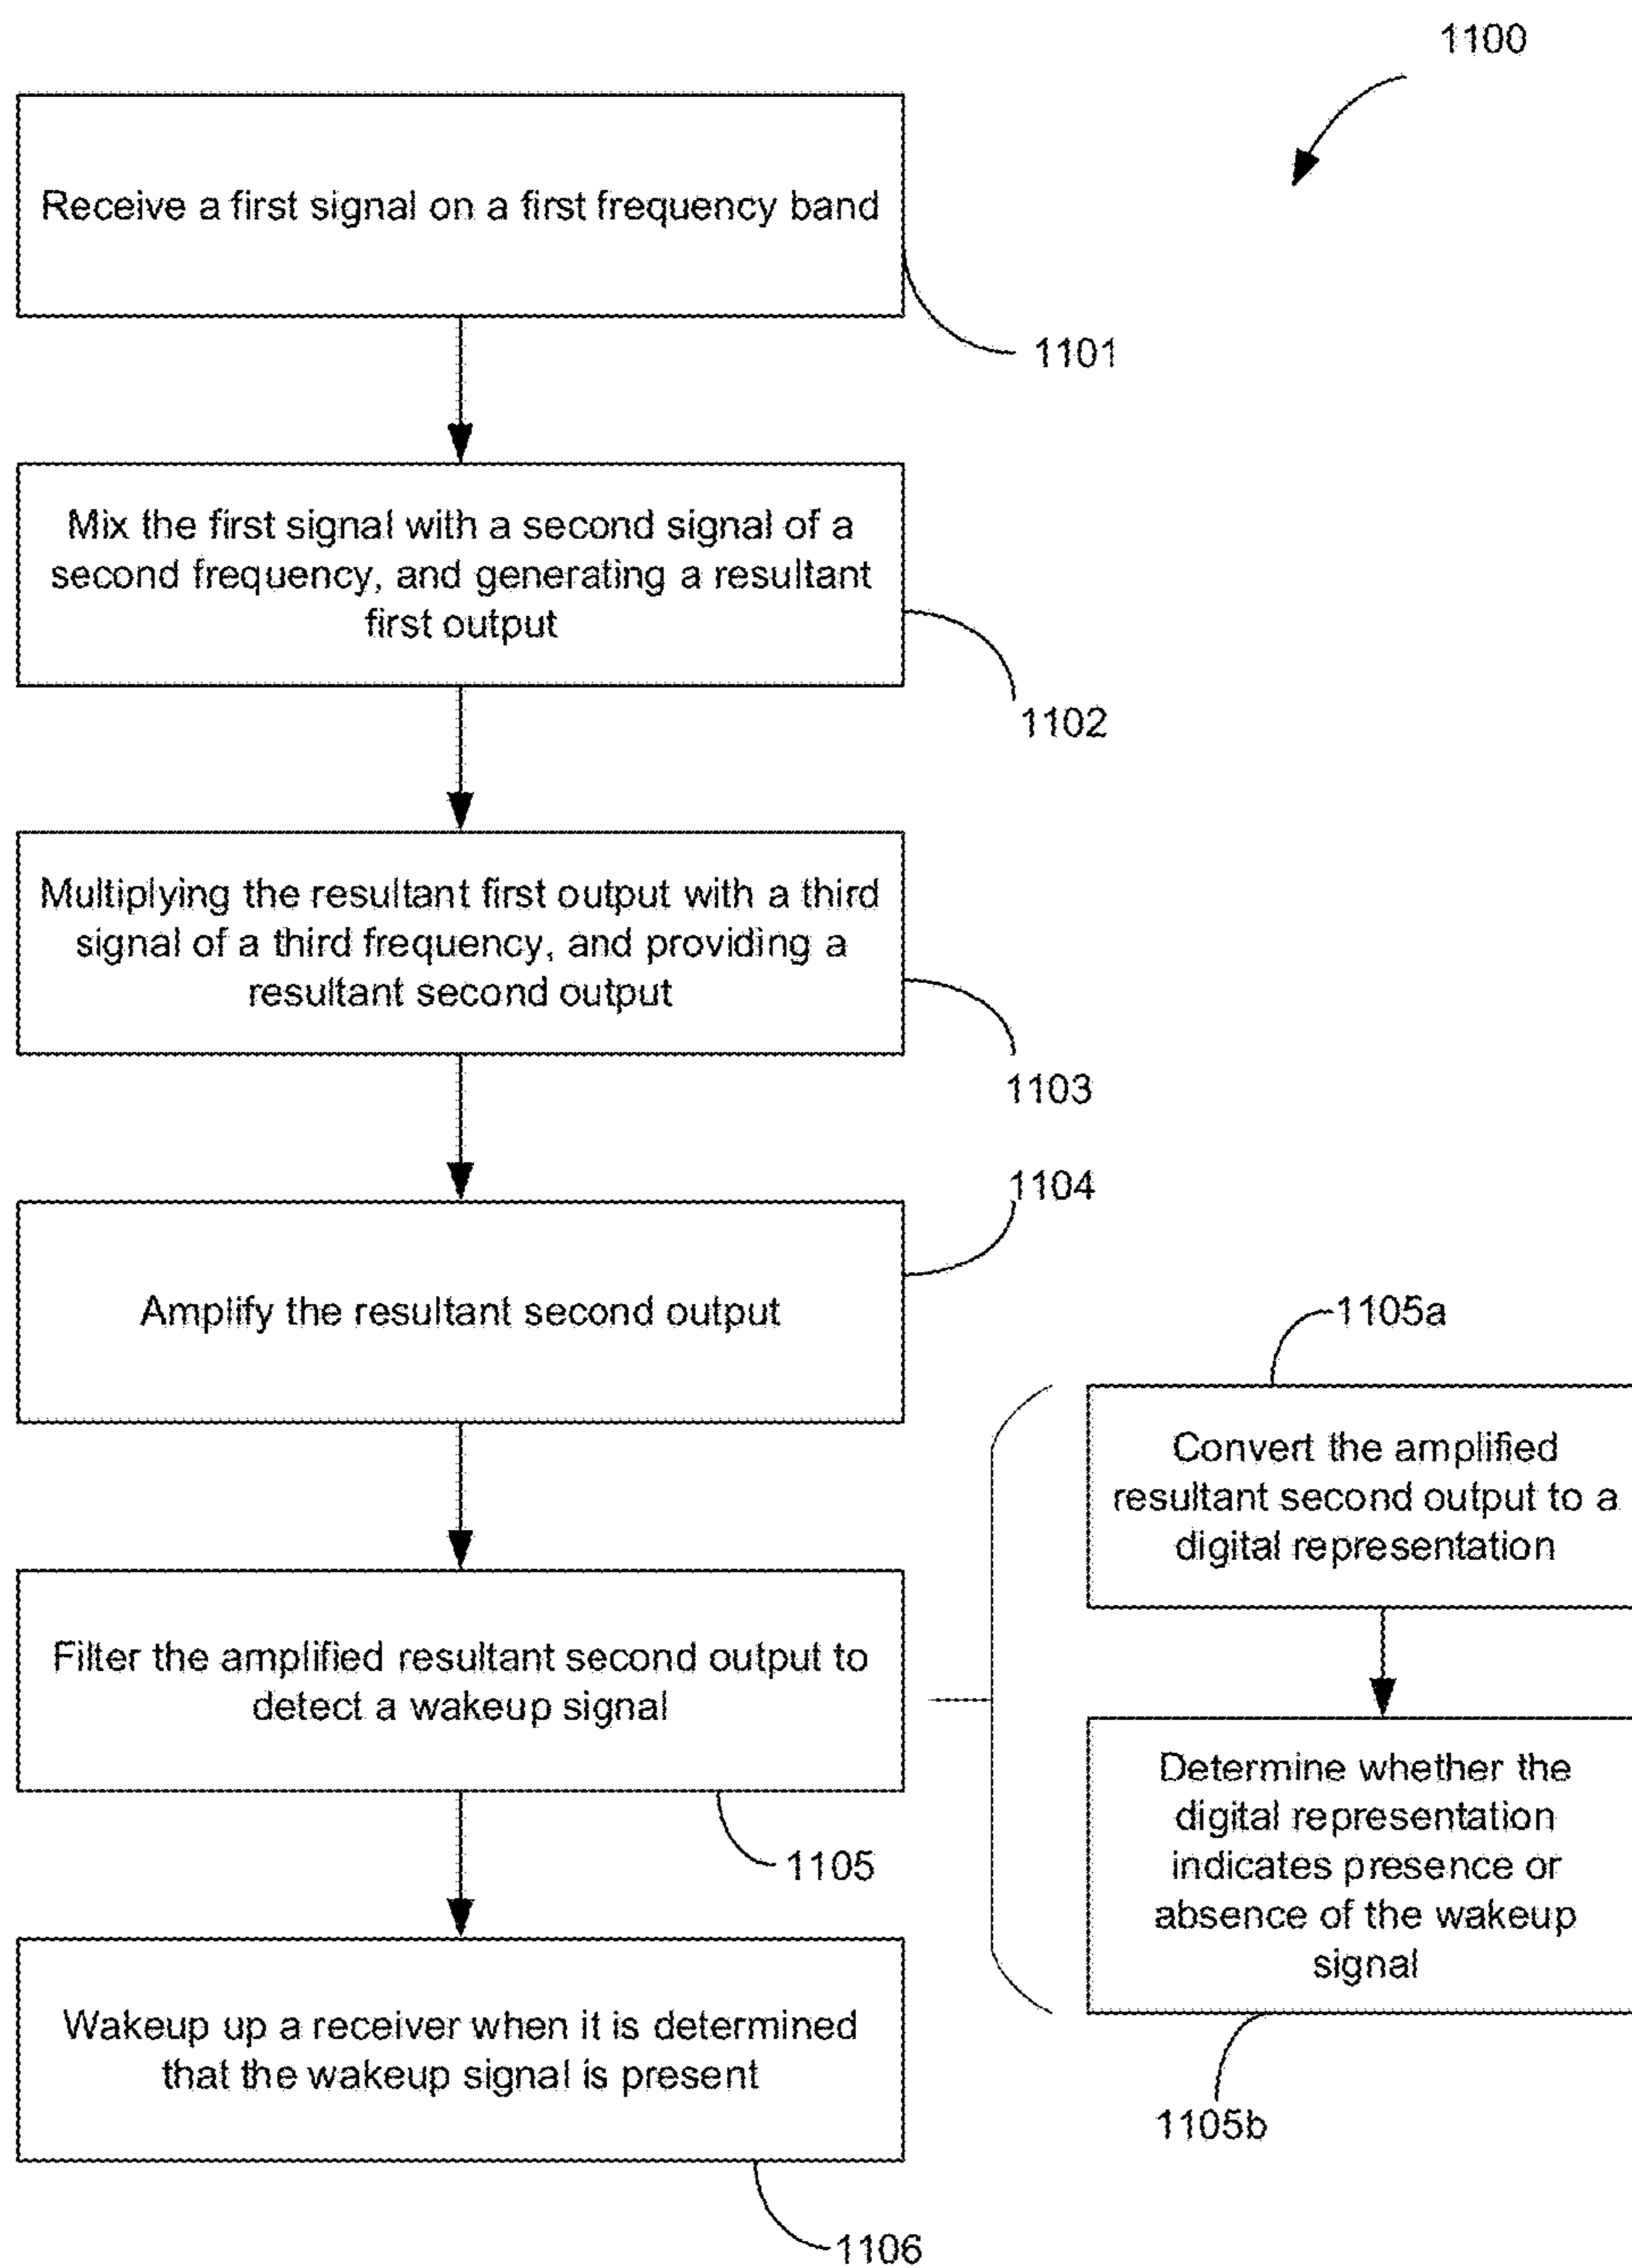 1100
Receive a first signal on a first frequency band
1101
Mix the first signal with a second signal of a
second frequency, and generating a resultant
first output
1102
Multiplying the resultant first output with a third
signal of a third frequency, and providing a
resultant second output
1103
1104
Amplify the resultant second output
1105a
Convert the amplified
resultant second output to a
digital representation
Filter the amplified resultant second output to
detect a wakeup signal
1105
Determine whether the
digital representation
indicates presence or
absence of the wakeup
signal
1105b
Wakeup up a receiver when it is determined
that the wakeup signal is present
1106